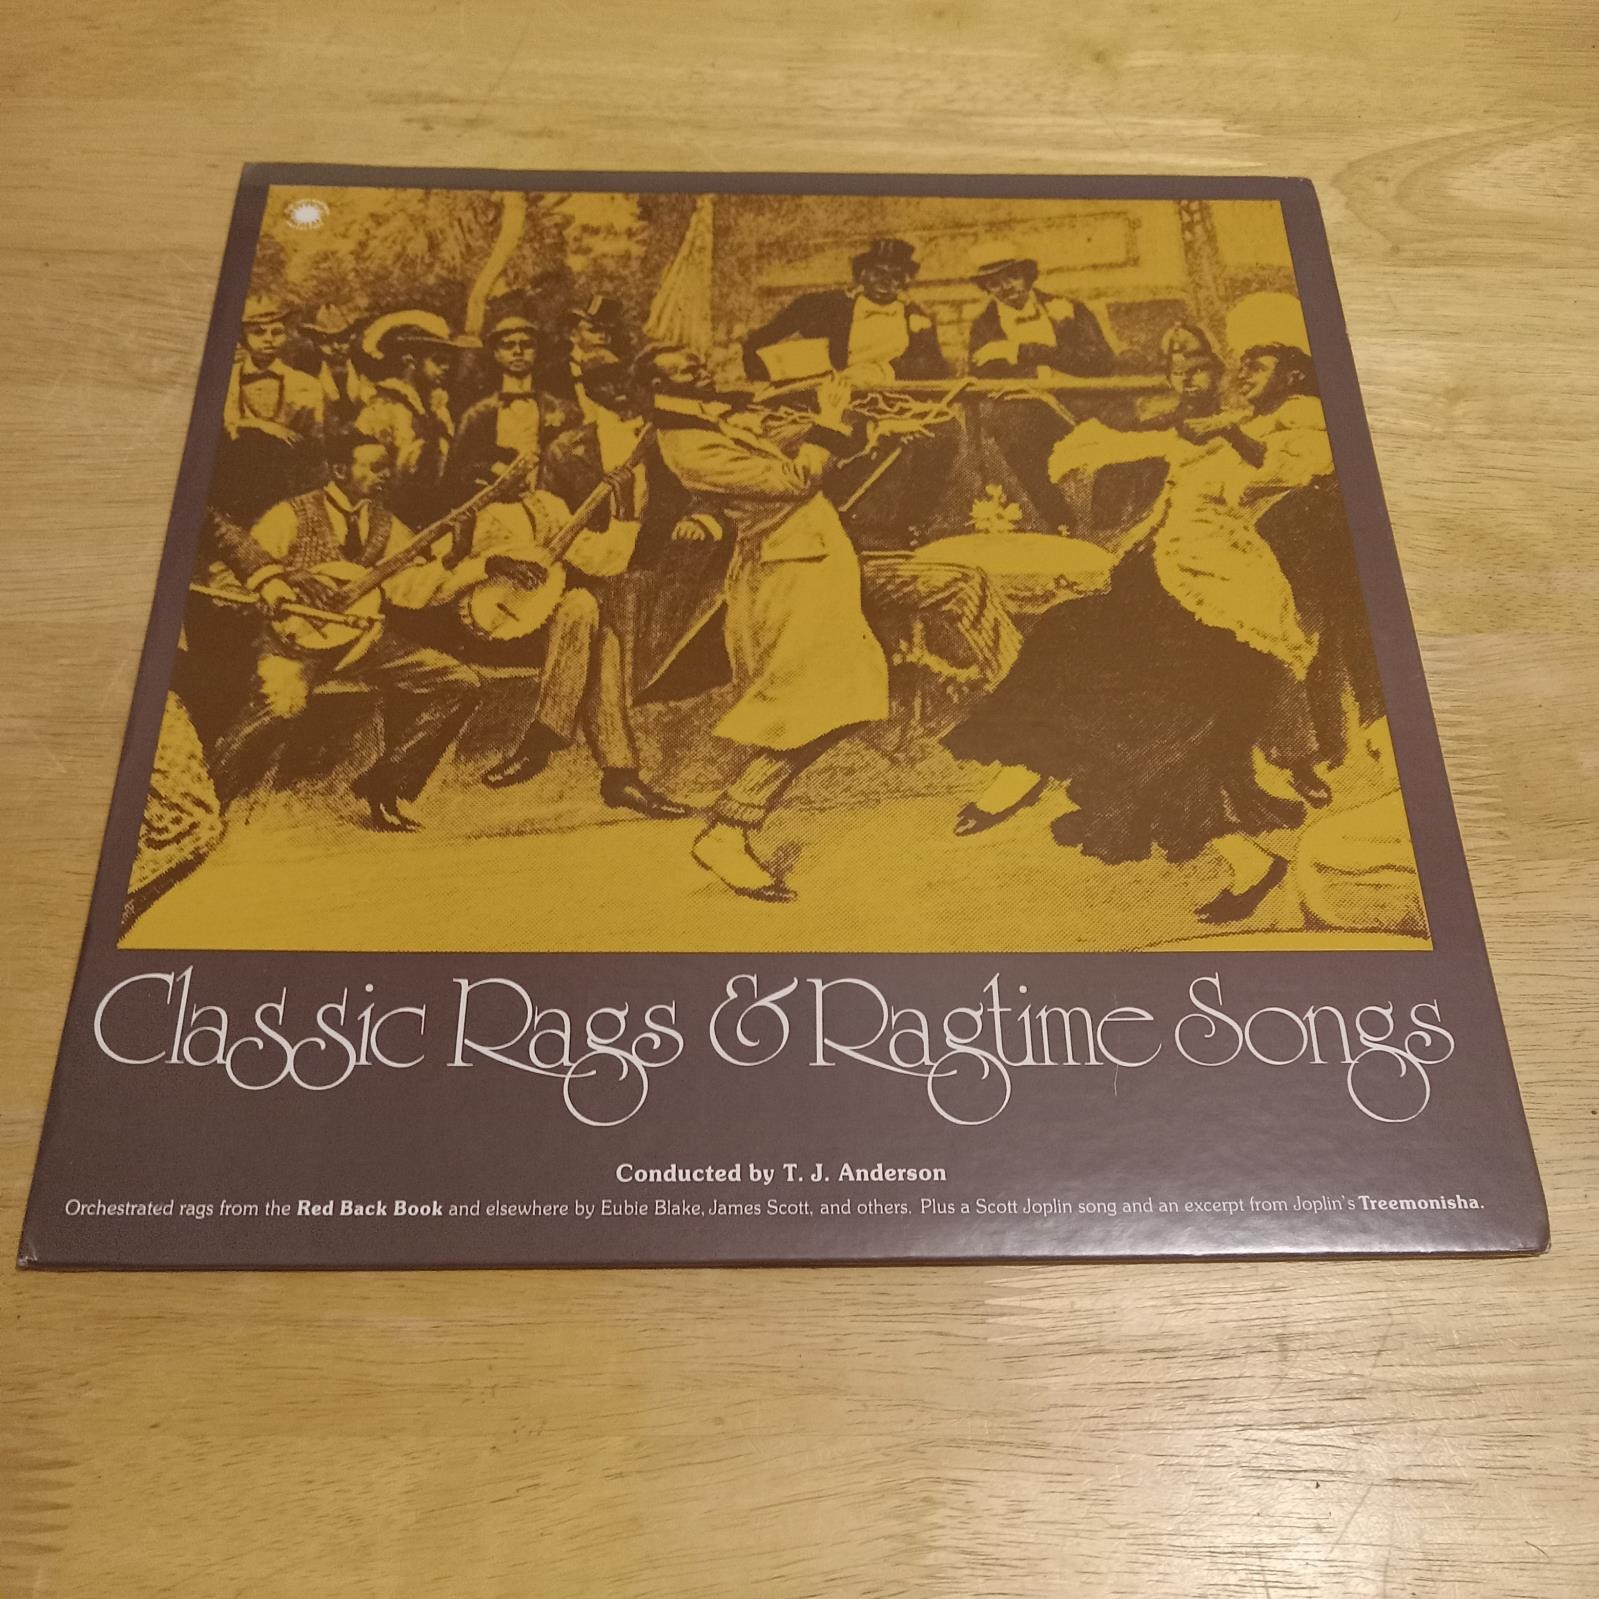 Classic Rags & Ragtime Songs
Conducted by T. J. Anderson
Orchestrated rags from the Red Back Book and elsewhere by Eubie Blake, James Scott, and others. Plus a Scott Joplin song and an excerpt from Joplin's Treemonisha.